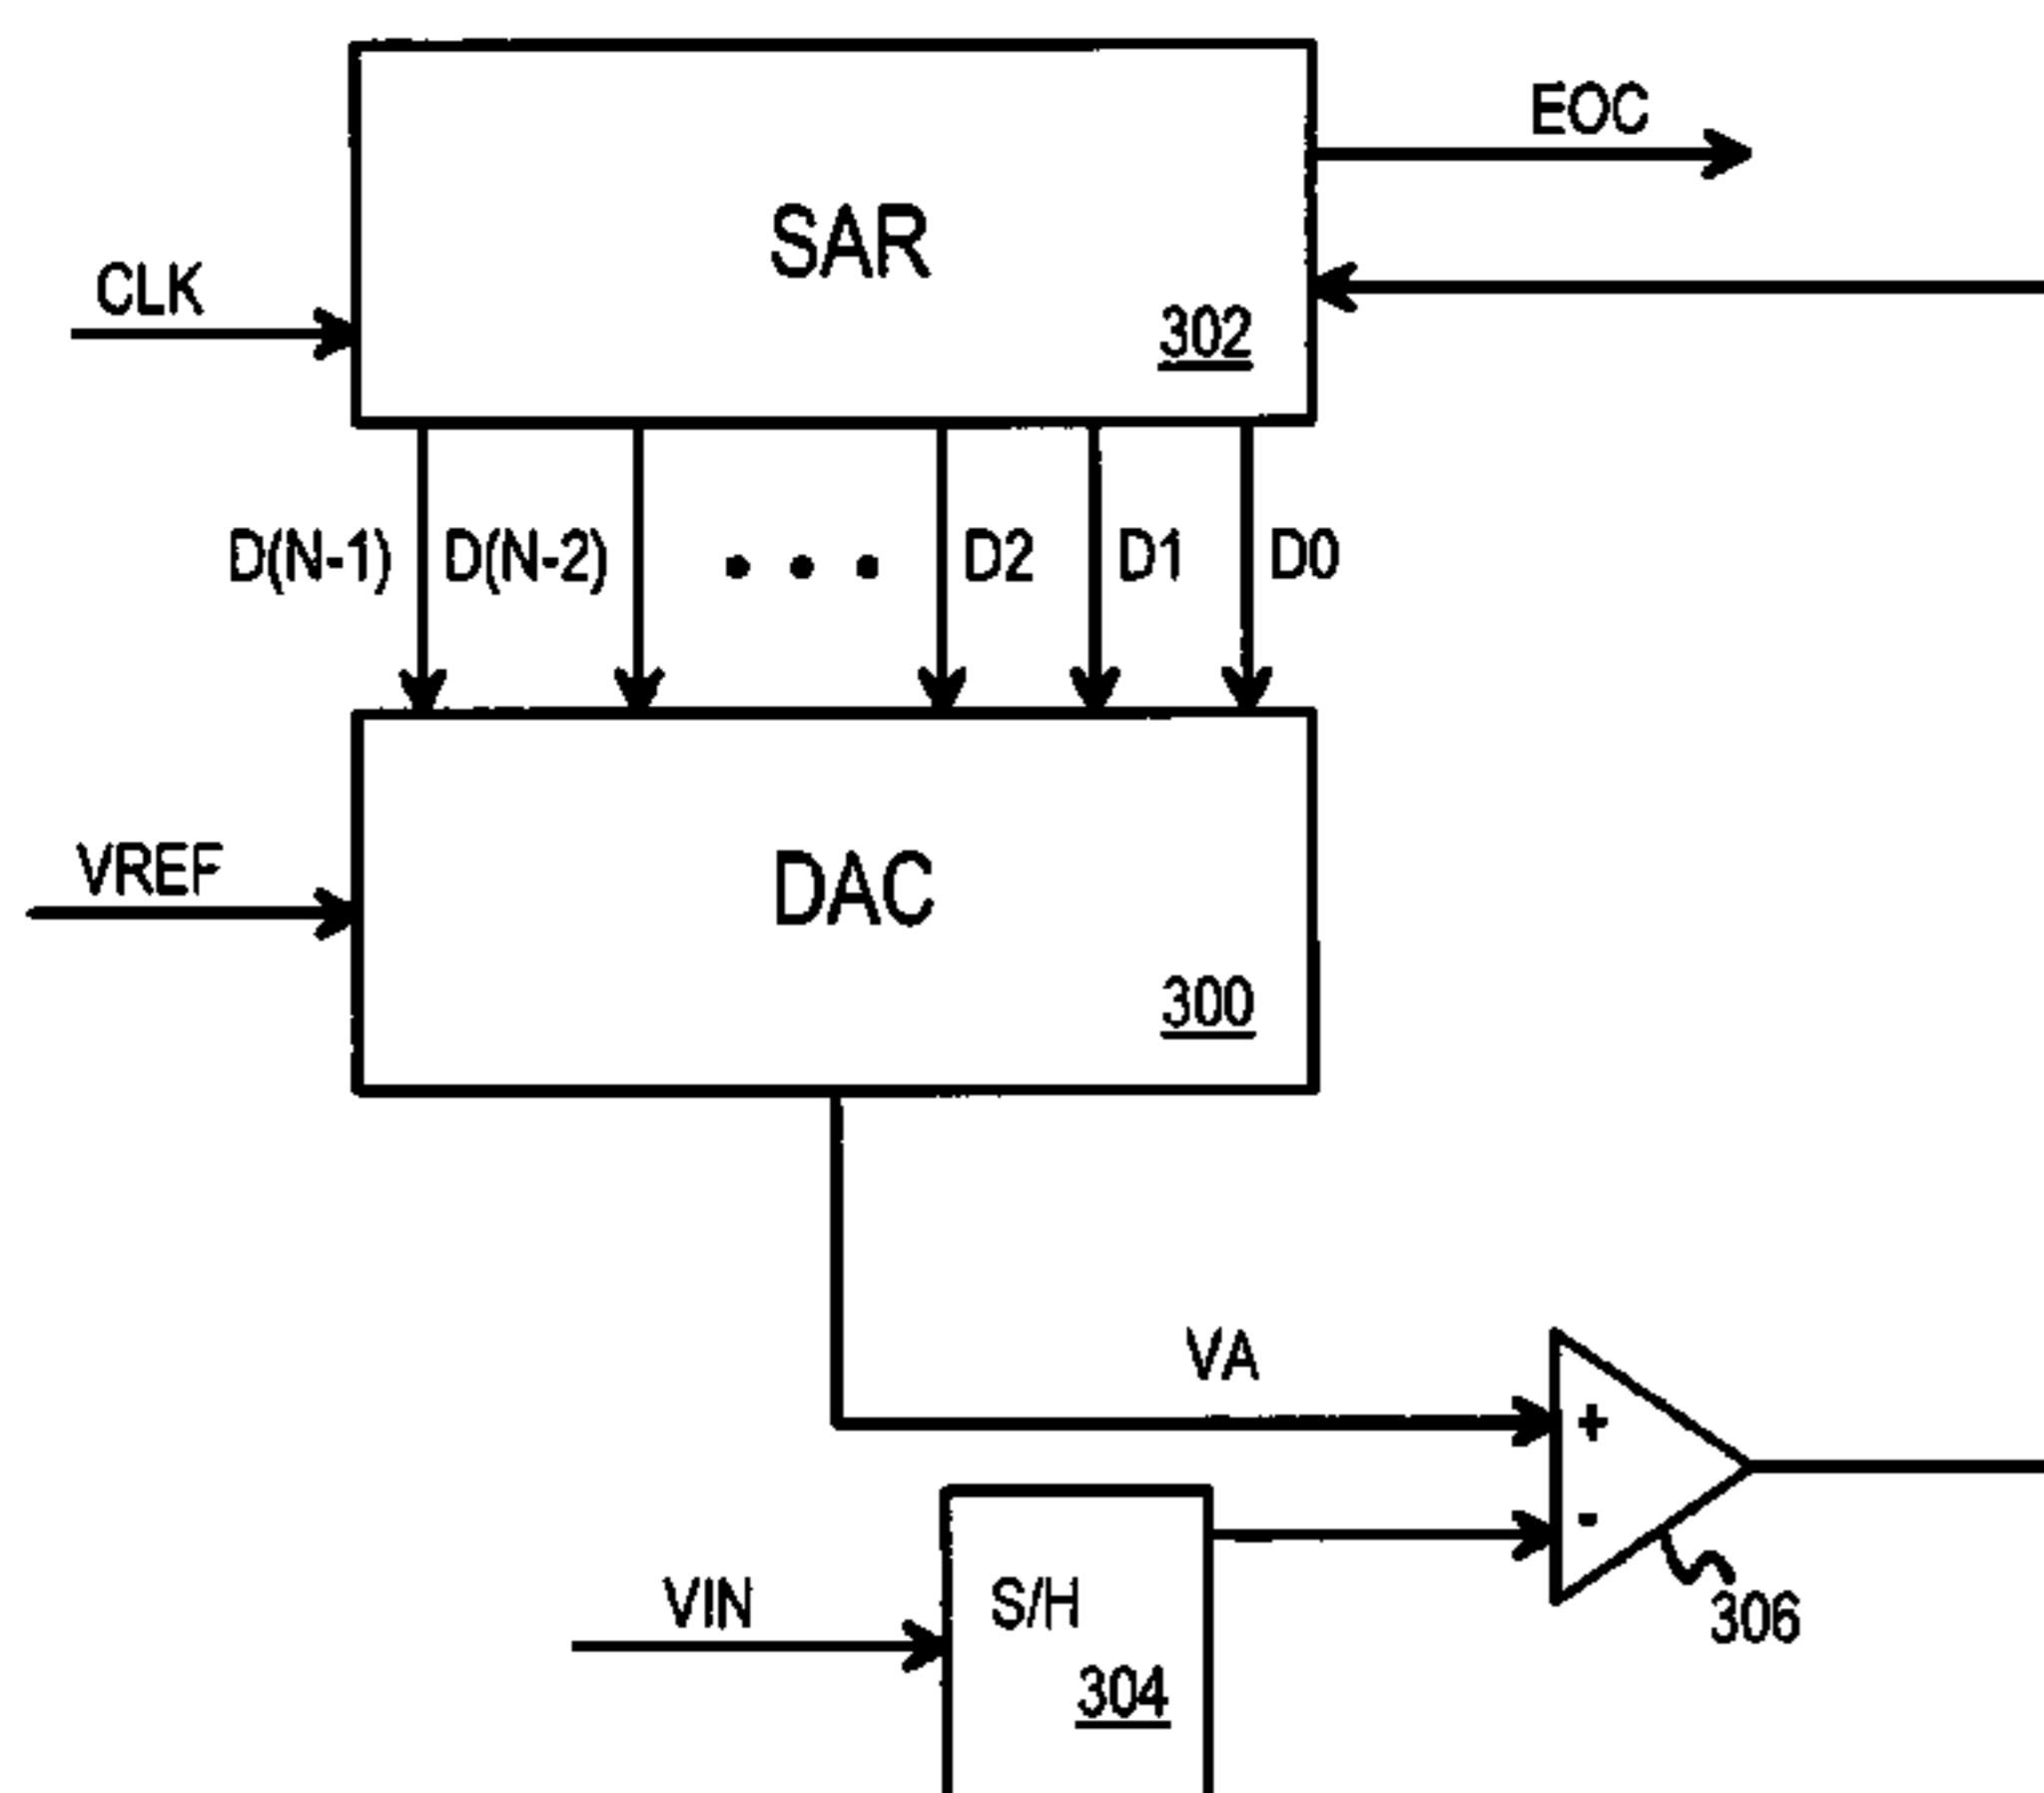 EOC
SAR
CLK
302
D(N-1) D(N-2) • • • D2 D1 D0
VREF
DAC
300
VA
+
-
VIN
S/H
304
306